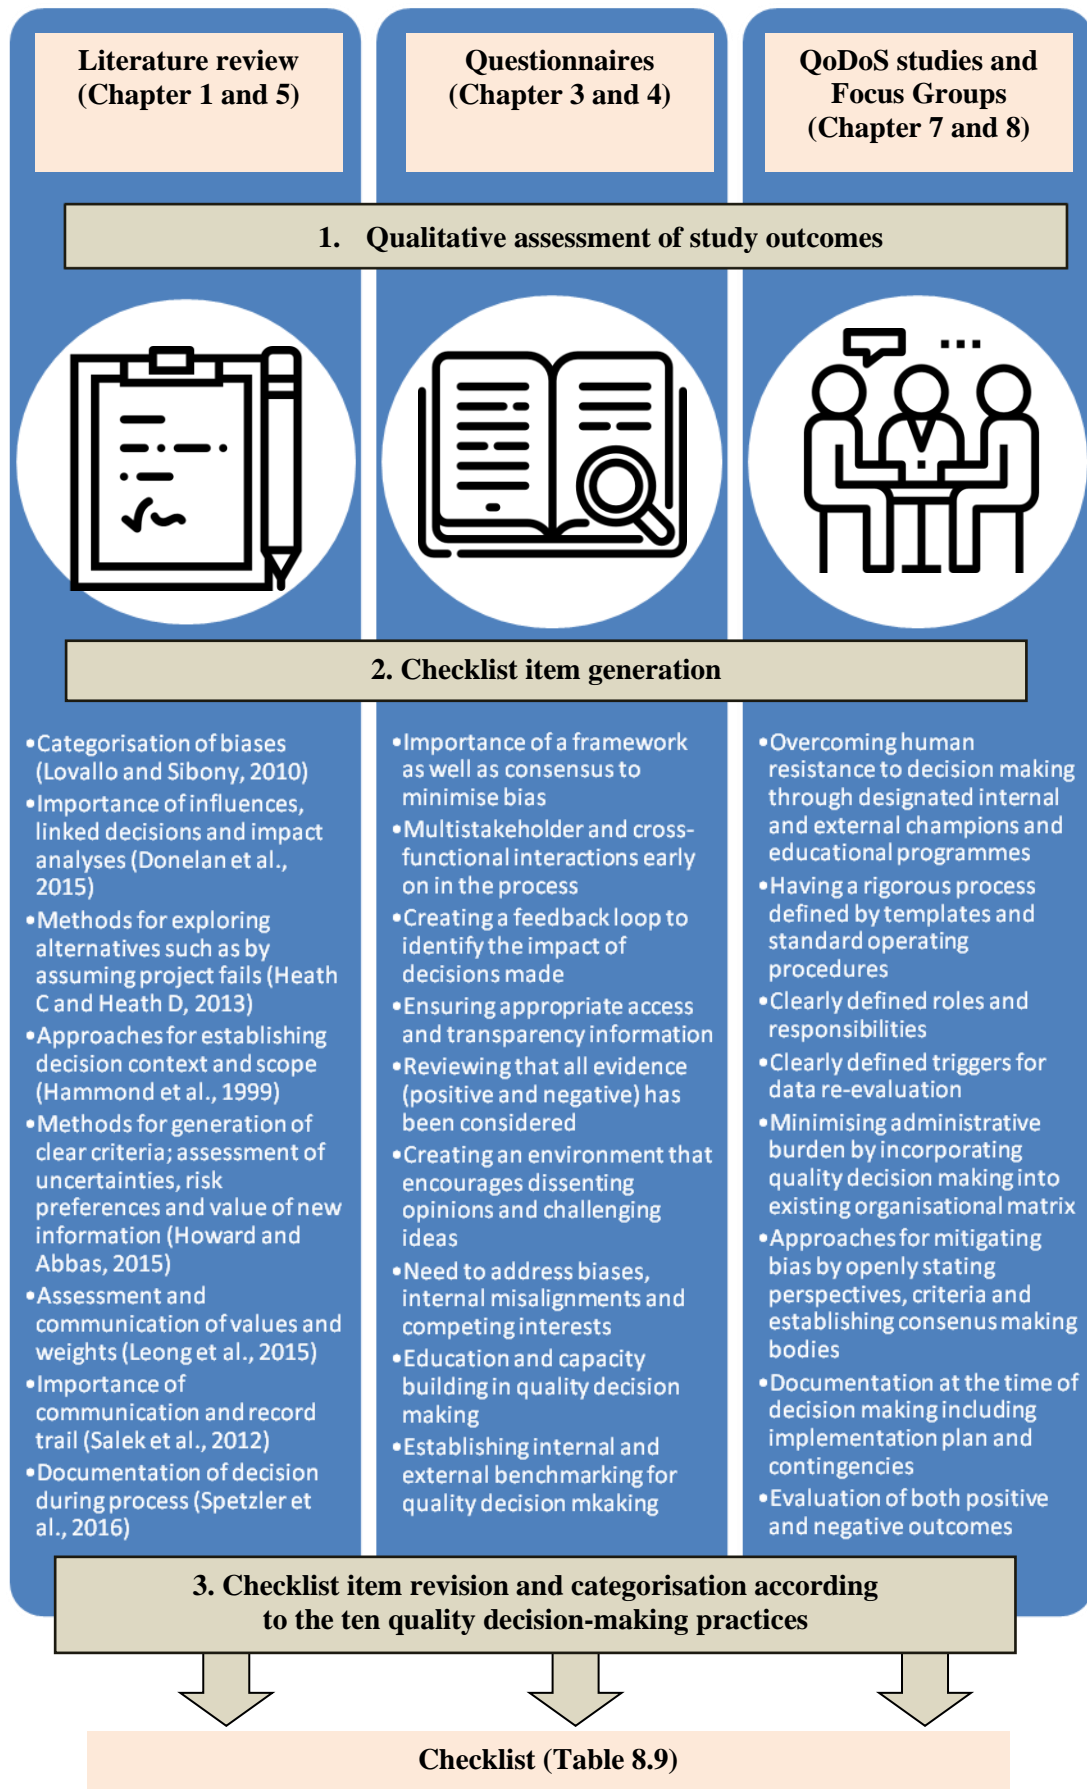 Literature review
(Chapter 1 and 5)
Questionnaires
(Chapter 3 and 4)
QoDoS studies and
Focus Groups
(Chapter 7 and 8)
1. Qualitative assessment of study outcomes
2. Checklist item generation
•Categorisation of biases
(Lovallo and Sibony, 2010)
•Importance of influences,
linked decisions and impact
analyses (Donelan et al.,
2015)
•Methods for exploring
alternatives such as by
assuming project fails (Heath
C and Heath D, 2013)
•Approaches for establishing
decision context and scope
(Hammond et al., 1999)
•Methods for generation of
clear criteria; assessment of
uncertainties, risk
preferences and value of new
information (Howard and
Abbas, 2015)
•Assessment and
communication of values and
weights (Leong et al., 2015)
•Importance of
communication and record
trail (Salek et al., 2012)
•Documentation of decision
during process (Spetzler et
al., 2016)
•Importance of a framework
as well as consensus to
minimise bias
•Multistakeholder and cross-
functional interactions early
on in the process
•Creating a feedback loop to
identify the impact of
decisions made
•Ensuring appropriate access
and transparency information
•Reviewing that all evidence
(positive and negative) has
been considered
•Creating an environment that
encourages dissenting
opinions and challenging
ideas
•Need to address biases,
internal misalignments and
competing interests
•Education and capacity
building in quality decision
making
•Establishing internal and
external benchmarking for
quality decision mkaking
•Overcoming human
resistance to decision making
through designated internal
and external champions and
educational programmes
•Having a rigorous process
defined by templates and
standard operating
procedures
•Clearly defined roles and
responsibilities
•Clearly defined triggers for
data re-evaluation
•Minimising administrative
burden by incorporating
quality decision making into
existing organisational matrix
•Approaches for mitigating
bias by openly stating
perspectives, criteria and
establishing consenus making
bodies
•Documentation at the time of
decision making including
implementation plan and
contingencies
•Evaluation of both positive
and negative outcomes
3. Checklist item revision and categorisation according
to the ten quality decision-making practices
Checklist (Table 8.9)